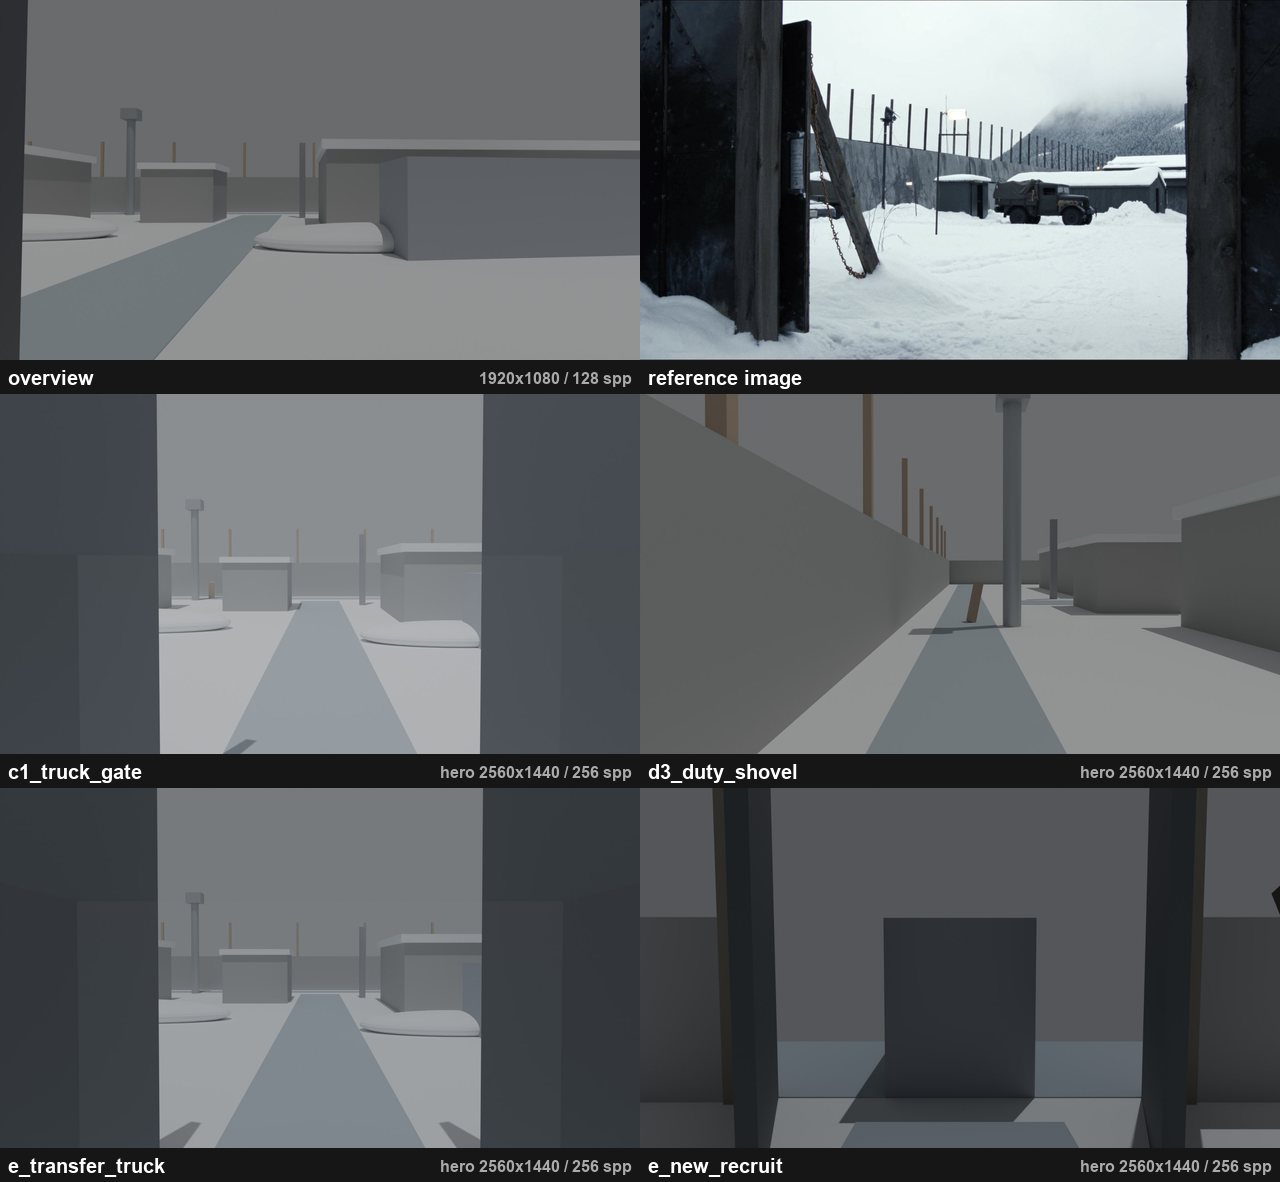 overview
1920x1080 / 128 spp
reference image
c1_truck_gate
hero 2560x1440 / 256 spp
d3_duty_shovel
hero 2560x1440 / 256 spp
e_transfer_truck
hero 2560x1440 / 256 spp
e_new_recruit
hero 2560x1440 / 256 spp